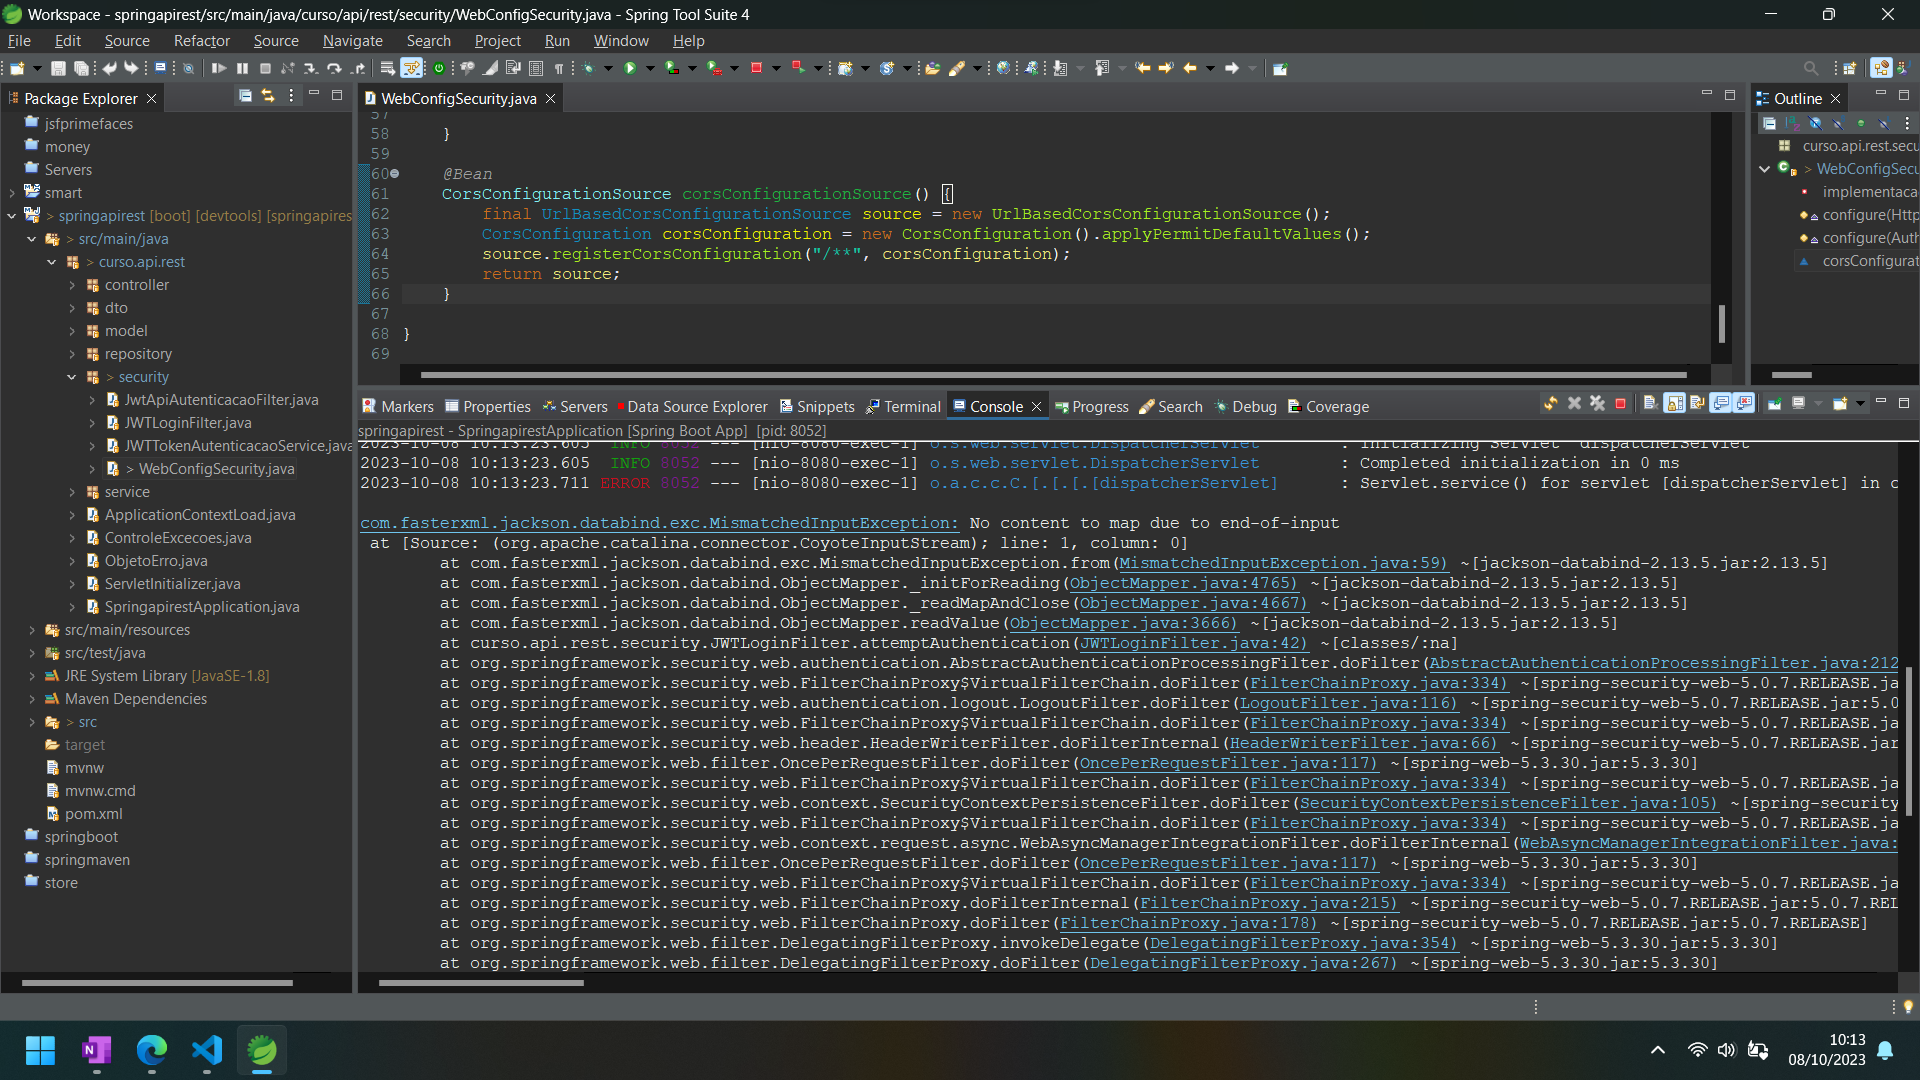 Workspace - springapirest/src/main/java/curso/api/rest/security/WebConfigSecurity.java - Spring Tool Suite 4
File Edit Source Refactor Source Navigate Search Project Run Window Help
Package Explorer
jsfprimefaces
money
Servers
smart
> springapirest [boot] [devtools] [springapires
> src/main/java
> curso.api.rest
controller
dto
model
repository
> security
JwtApiAutenticacaoFilter.java
JWTLoginFilter.java
JWTTokenAutenticacaoService.java
> WebConfigSecurity.java
service
ApplicationContextLoad.java
ControleExcecoes.java
ObjetoErro.java
ServletInitializer.java
SpringapirestApplication.java
src/main/resources
src/test/java
JRE System Library [JavaSE-1.8]
Maven Dependencies
> src
target
mvnw
mvnw.cmd
pom.xml
springboot
springmaven
store
WebConfigSecurity.java
57
58 }
59
60 @Bean
61 CorsConfigurationSource corsConfigurationSource() {
62 final UrlBasedCorsConfigurationSource source = new UrlBasedCorsConfigurationSource();
63 CorsConfiguration corsConfiguration = new CorsConfiguration().applyPermitDefaultValues();
64 source.registerCorsConfiguration("/**", corsConfiguration);
65 return source;
66 }
67
68 }
69
Outline
curso.api.rest.secu
> WebConfigSecu
implementaca
configure(Http
configure(Auth
corsConfigurat
Markers Properties Servers Data Source Explorer Snippets Terminal Console Progress Search Debug Coverage
springapirest - SpringapirestApplication [Spring Boot App] [pid: 8052]
2023-10-08 10:13:23.605 INFO 8052 --- [nio-8080-exec-1] o.s.web.servlet.DispatcherServlet : Initializing Servlet 'dispatcherServlet'
2023-10-08 10:13:23.605 INFO 8052 --- [nio-8080-exec-1] o.s.web.servlet.DispatcherServlet : Completed initialization in 0 ms
2023-10-08 10:13:23.711 ERROR 8052 --- [nio-8080-exec-1] o.a.c.c.C.[.[.[.[dispatcherServlet] : Servlet.service() for servlet [dispatcherServlet] in c
com.fasterxml.jackson.databind.exc.MismatchedInputException: No content to map due to end-of-input
at [Source: (org.apache.catalina.connector.CoyoteInputStream); line: 1, column: 0]
at com.fasterxml.jackson.databind.exc.MismatchedInputException.from(MismatchedInputException.java:59) ~[jackson-databind-2.13.5.jar:2.13.5]
at com.fasterxml.jackson.databind.ObjectMapper._initForReading(ObjectMapper.java:4765) ~[jackson-databind-2.13.5.jar:2.13.5]
at com.fasterxml.jackson.databind.ObjectMapper._readMapAndClose(ObjectMapper.java:4667) ~[jackson-databind-2.13.5.jar:2.13.5]
at com.fasterxml.jackson.databind.ObjectMapper.readValue(ObjectMapper.java:3666) ~[jackson-databind-2.13.5.jar:2.13.5]
at curso.api.rest.security.JWTLoginFilter.attemptAuthentication(JWTLoginFilter.java:42) ~[classes/:na]
at org.springframework.security.web.authentication.AbstractAuthenticationProcessingFilter.doFilter(AbstractAuthenticationProcessingFilter.java:212
at org.springframework.security.web.FilterChainProxy$VirtualFilterChain.doFilter(FilterChainProxy.java:334) ~[spring-security-web-5.0.7.RELEASE.ja
at org.springframework.security.web.authentication.logout.LogoutFilter.doFilter(LogoutFilter.java:116) ~[spring-security-web-5.0.7.RELEASE.jar:5.0
at org.springframework.security.web.FilterChainProxy$VirtualFilterChain.doFilter(FilterChainProxy.java:334) ~[spring-security-web-5.0.7.RELEASE.ja
at org.springframework.security.web.header.HeaderWriterFilter.doFilterInternal(HeaderWriterFilter.java:66) ~[spring-security-web-5.0.7.RELEASE.jar
at org.springframework.web.filter.OncePerRequestFilter.doFilter(OncePerRequestFilter.java:117) ~[spring-web-5.3.30.jar:5.3.30]
at org.springframework.security.web.FilterChainProxy$VirtualFilterChain.doFilter(FilterChainProxy.java:334) ~[spring-security-web-5.0.7.RELEASE.ja
at org.springframework.security.web.context.SecurityContextPersistenceFilter.doFilter(SecurityContextPersistenceFilter.java:105) ~[spring-security
at org.springframework.security.web.FilterChainProxy$VirtualFilterChain.doFilter(FilterChainProxy.java:334) ~[spring-security-web-5.0.7.RELEASE.ja
at org.springframework.security.web.context.request.async.WebAsyncManagerIntegrationFilter.doFilterInternal(WebAsyncManagerIntegrationFilter.java:
at org.springframework.web.filter.OncePerRequestFilter.doFilter(OncePerRequestFilter.java:117) ~[spring-web-5.3.30.jar:5.3.30]
at org.springframework.security.web.FilterChainProxy$VirtualFilterChain.doFilter(FilterChainProxy.java:334) ~[spring-security-web-5.0.7.RELEASE.ja
at org.springframework.security.web.FilterChainProxy.doFilterInternal(FilterChainProxy.java:215) ~[spring-security-web-5.0.7.RELEASE.jar:5.0.7.REL
at org.springframework.security.web.FilterChainProxy.doFilter(FilterChainProxy.java:178) ~[spring-security-web-5.0.7.RELEASE.jar:5.0.7.RELEASE]
at org.springframework.web.filter.DelegatingFilterProxy.invokeDelegate(DelegatingFilterProxy.java:354) ~[spring-web-5.3.30.jar:5.3.30]
at org.springframework.web.filter.DelegatingFilterProxy.doFilter(DelegatingFilterProxy.java:267) ~[spring-web-5.3.30.jar:5.3.30]
10:13
08/10/2023